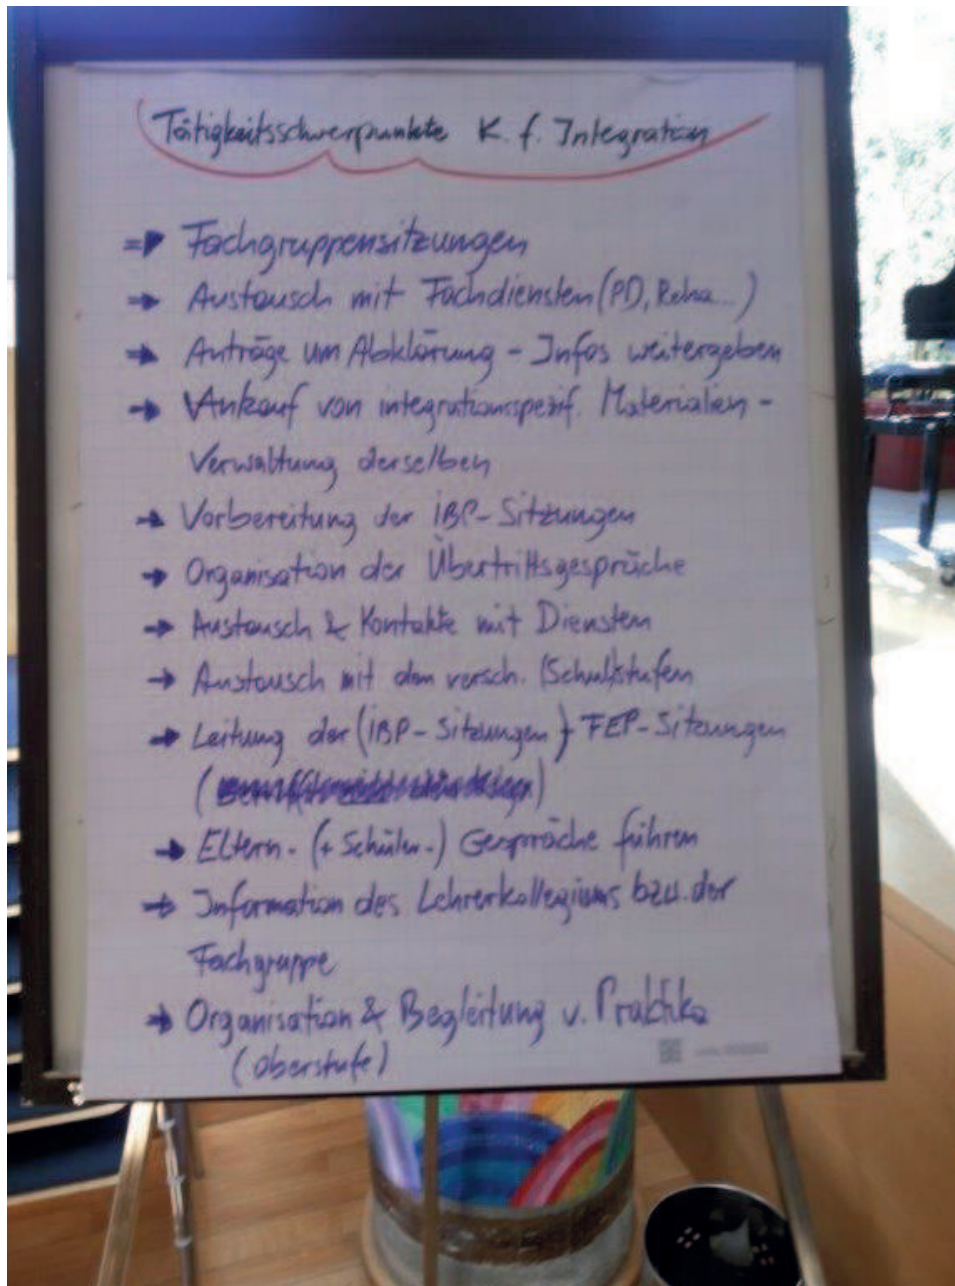 Tätigkeitsschwerpunkte K. f. Integration
⇒ Fachgruppensitzungen
→ Austausch mit Fachdiensten (PD, Reha...)
→ Anträge um Abklärung - Infos weitergeben
→ Ankauf von integrationsspezif. Materialien -
Verwaltung derselben
→ Vorbereitung der IBP-Sitzungen
→ Organisation der Übertrittsgespräche
→ Austausch & Kontakte mit Diensten
→ Austausch mit den versch. (Schul)stufen
→ Leitung der (IBP-Sitzungen) + FEP-Sitzungen
→ Eltern- (+ Schüler-) Gespräche führen
→ Information des Lehrerkollegiums bzw. der
Fachgruppe
→ Organisation & Begleitung v. Praktika
(Oberstufe)